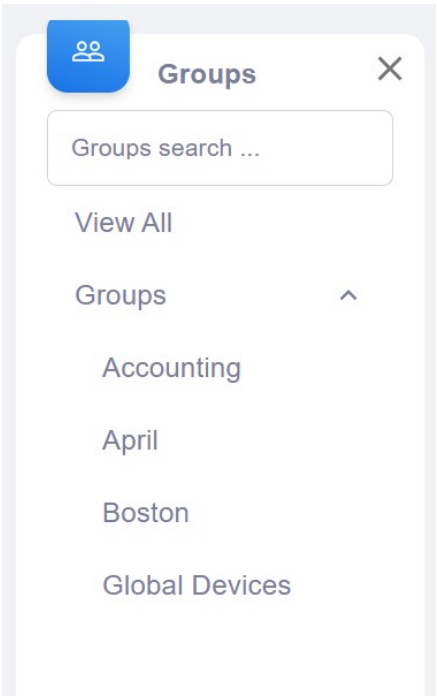 Groups
Groups search ...
View All
Groups
Accounting
April
Boston
Global Devices